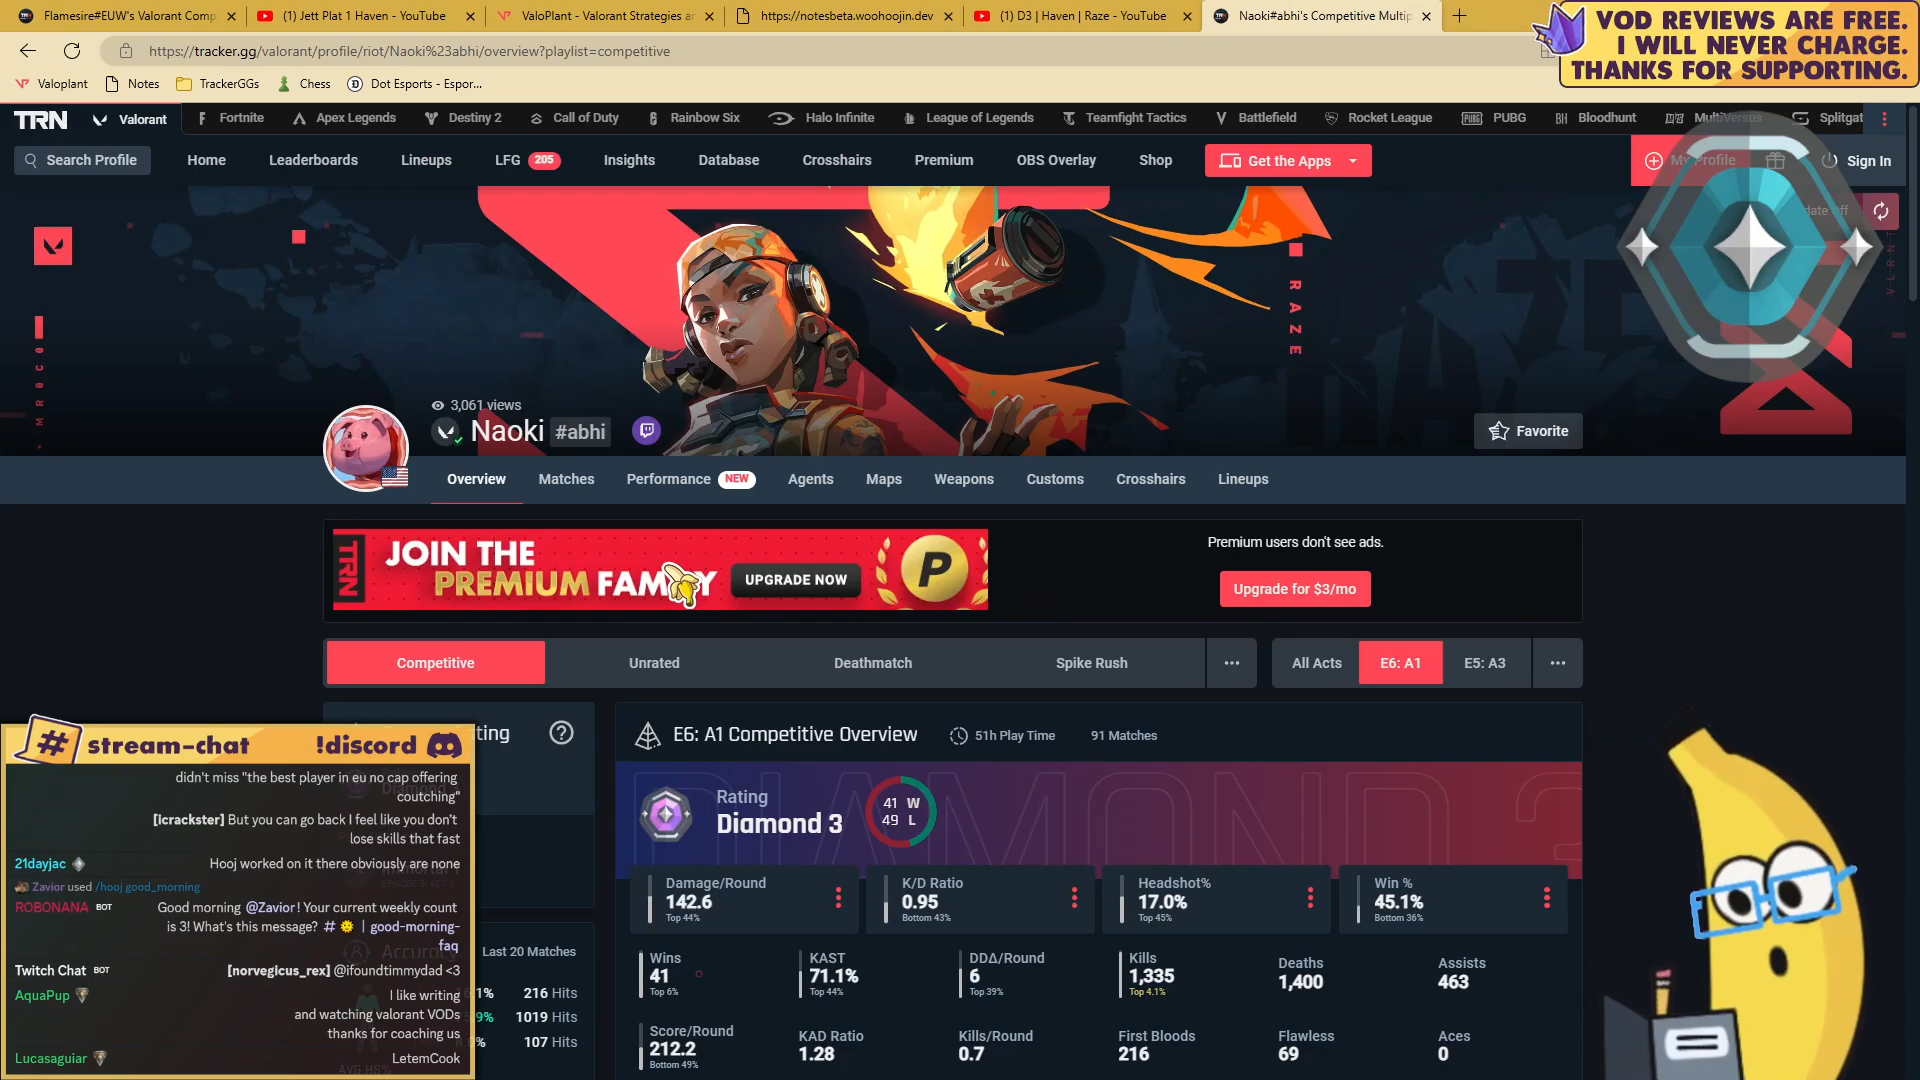 Flamesire#EUW's Valorant Comp
(1) Jett Plat 1 Haven - YouTube
ValoPlant - Valorant Strategies ar
https://notesbeta.woohoojin.dev
(1) D3 | Haven | Raze - YouTube
Naoki#abhi's Competitive Multip
VOD REVIEWS ARE FREE.
I WILL NEVER CHARGE.
THANKS FOR SUPPORTING.
https://tracker.gg/valorant/profile/riot/Naoki%23abhi/overview?playlist=competitive
Valoplant
Notes
TrackerGGs
Chess
Dot Esports - Espor...
TRN
Valorant
Fortnite
Apex Legends
Destiny 2
Call of Duty
Rainbow Six
Halo Infinite
League of Legends
Teamfight Tactics
Battlefield
Rocket League
PUBG
Bloodhunt
MultiVersus
Splitgat
Search Profile
Home
Leaderboards
Lineups
LFG 205
Insights
Database
Crosshairs
Premium
OBS Overlay
Shop
Get the Apps
My Profile
Sign In
RAZE
3,061 views
Naoki #abhi
Favorite
Overview
Matches
Performance NEW
Agents
Maps
Weapons
Customs
Crosshairs
Lineups
TRN
JOIN THE
PREMIUM FAM Y
UPGRADE NOW
P
Premium users don't see ads.
Upgrade for $3/mo
Competitive
Unrated
Deathmatch
Spike Rush
All Acts
E6: A1
E5: A3
ting
E6: A1 Competitive Overview
51h Play Time
91 Matches
DIAMOND 3
Rating
Diamond 3
41 W
49 L
Damage/Round
142.6
Top 44%
K/D Ratio
0.95
Bottom 43%
Headshot%
17.0%
Top 45%
Win %
45.1%
Bottom 36%
Wins
41
Top 6%
KAST
71.1%
Top 44%
DDΔ/Round
6
Top 39%
Kills
1,335
Top 4.1%
Deaths
1,400
Assists
463
Score/Round
212.2
Bottom 49%
KAD Ratio
1.28
Kills/Round
0.7
First Bloods
216
Flawless
69
Aces
0
Accuracy
Last 20 Matches
216 Hits
1019 Hits
107 Hits
AVG HS%
# stream-chat
!discord
didn't miss "the best player in eu no cap offering
coutching"
[lcrackster] But you can go back I feel like you don't
lose skills that fast
21dayjac
Hooj worked on it there obviously are none
Zavior used /hooj good_morning
ROBONANA BOT
Good morning @Zavior! Your current weekly count
is 3! What's this message? # | good-morning-
faq
Twitch Chat BOT
[norvegicus_rex] @ifoundtimmydad <3
AquaPup
I like writing
and watching valorant VODs
thanks for coaching us
Lucasaguiar
LetemCook